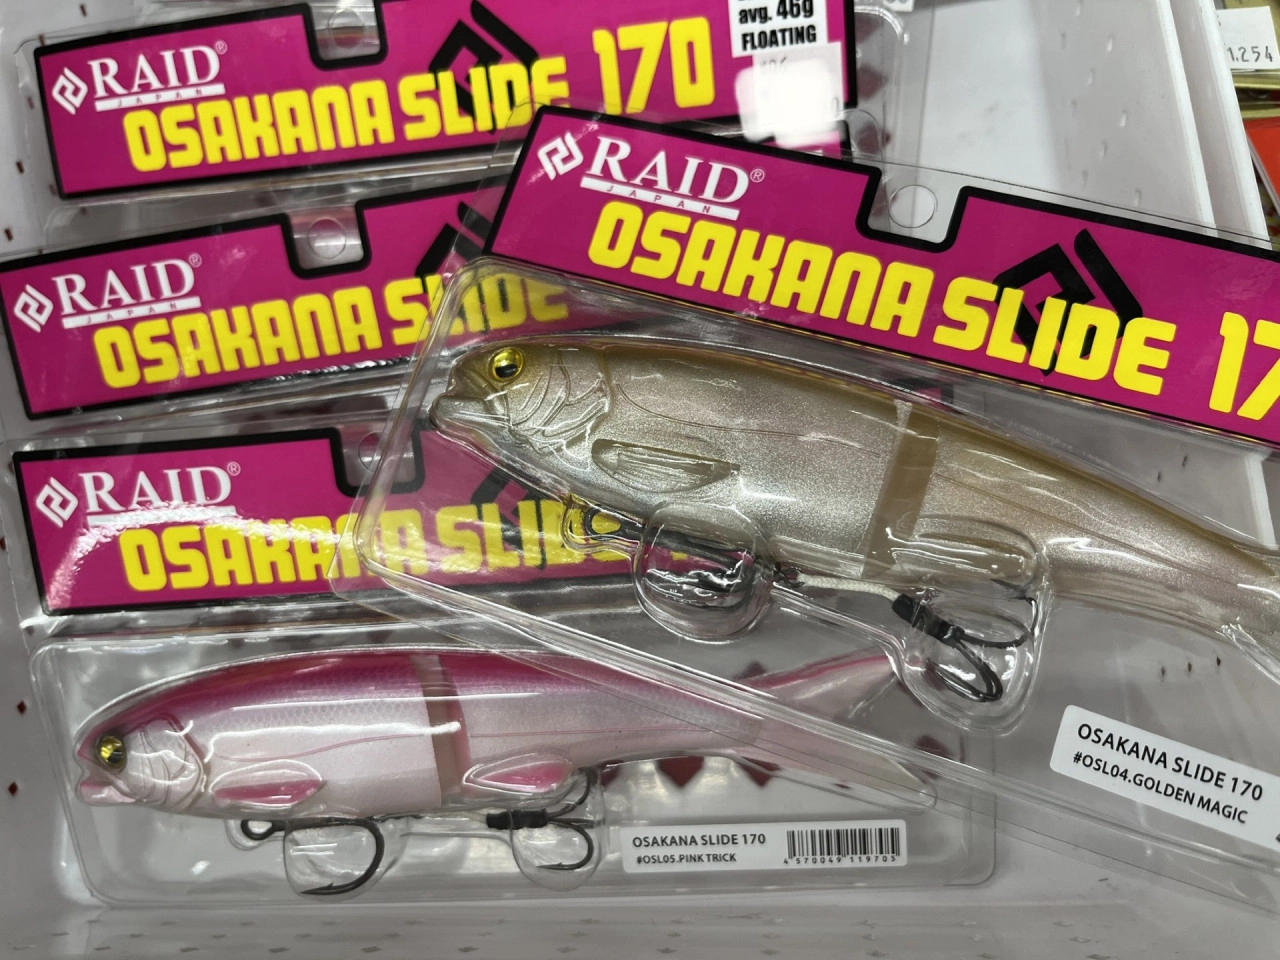 RAID®
JAPAN
OSAKANA SLIDE 170
avg. 46g
FLOATING
1,254
RAID®
JAPAN
OSAKANA SLIDE 17
RAID®
JAPAN
OSAKANA SLIDE
RAID®
OSAKANA SLIDE
OSAKANA SLIDE 170
#OSL04.GOLDEN MAGIC
OSAKANA SLIDE 170
#OSL05.PINK TRICK
4 570049 119705